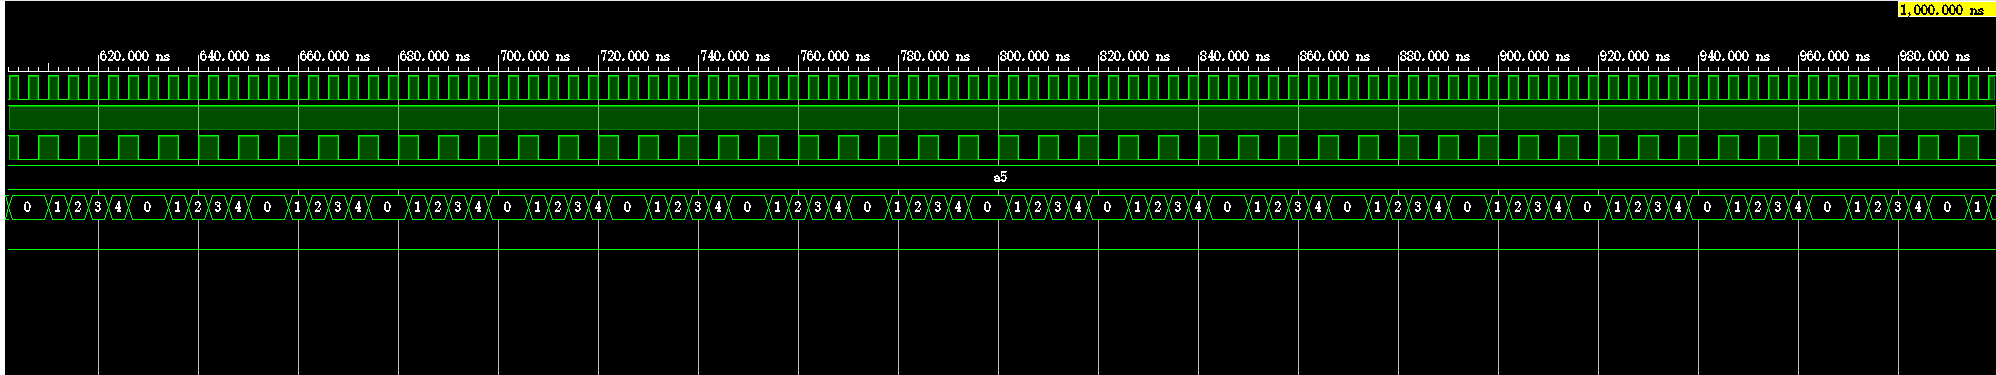 1,000.000 ns
620.000 ns 640.000 ns 660.000 ns 680.000 ns 700.000 ns 720.000 ns 740.000 ns 760.000 ns 780.000 ns 800.000 ns 820.000 ns 840.000 ns 860.000 ns 880.000 ns 900.000 ns 920.000 ns 940.000 ns 960.000 ns 980.000 ns
a5
0 1 2 3 4 0 1 2 3 4 0 1 2 3 4 0 1 2 3 4 0 1 2 3 4 0 1 2 3 4 0 1 2 3 4 0 1 2 3 4 0 1 2 3 4 0 1 2 3 4 0 1 2 3 4 0 1 2 3 4 0 1 2 3 4 0 1 2 3 4 0 1 2 3 4 0 1 2 3 4 0 1